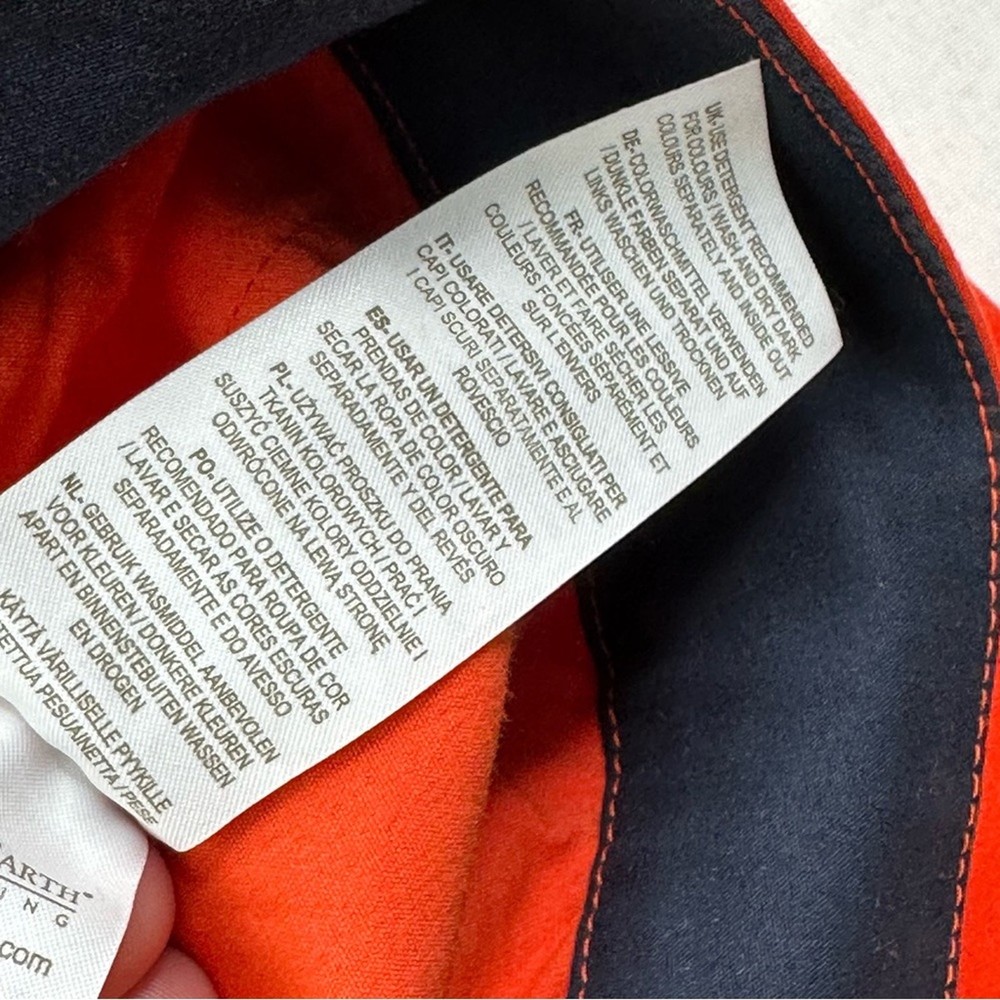 UK- USE DETERGENT RECOMMENDED
FOR COLOURS / WASH AND DRY DARK
COLOURS SEPARATELY AND INSIDE OUT
DE- COLORWASCHMITTEL VERWENDEN
/ DUNKLE FARBEN SEPARAT UND AUF
LINKS WASCHEN UND TROCKNEN
FR- UTILISER UNE LESSIVE
RECOMMANDÉE POUR LES COULEURS
/ LAVER ET FAIRE SÉCHER LES
COULEURS FONCÉES SÉPARÉMENT ET
SUR L'ENVERS
IT- USARE DETERSIVI CONSIGLIATI PER
CAPI COLORATI / LAVARE E ASCIUGARE
I CAPI SCURI SEPARATAMENTE E AL
ROVESCIO
ES- USAR UN DETERGENTE PARA
PRENDAS DE COLOR / LAVAR Y
SECAR LA ROPA DE COLOR OSCURO
SEPARADAMENTE Y DEL REVÉS
PL- UŻYWAĆ PROSZKU DO PRANIA
TKANIN KOLOROWYCH / PRAĆ I
SUSZYĆ CIEMNE KOLORY ODDZIELNIE I
ODWRÓCONE NA LEWĄ STRONĘ
PO- UTILIZE O DETERGENTE
RECOMENDADO PARA ROUPA DE COR
/ LAVAR E SECAR AS CORES ESCURAS
SEPARADAMENTE E DO AVESSO
NL- GEBRUIK WASMIDDEL AANBEVOLEN
VOOR KLEUREN / DONKERE KLEUREN
APART EN BINNENSTEBUITEN WASSEN
EN DROGEN
KÄYTÄ VÄRILLISELLE PYYKILLE
PESUAINETTA / PESE
ARTH
ING
.com